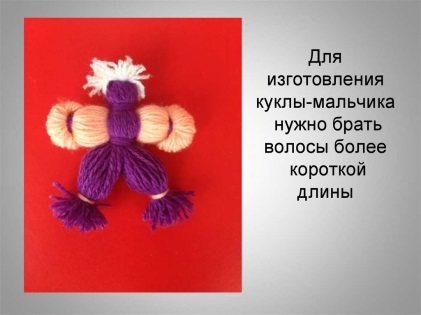 Для
изготовления
куклы-мальчика
нужно брать
волосы более
короткой
длины